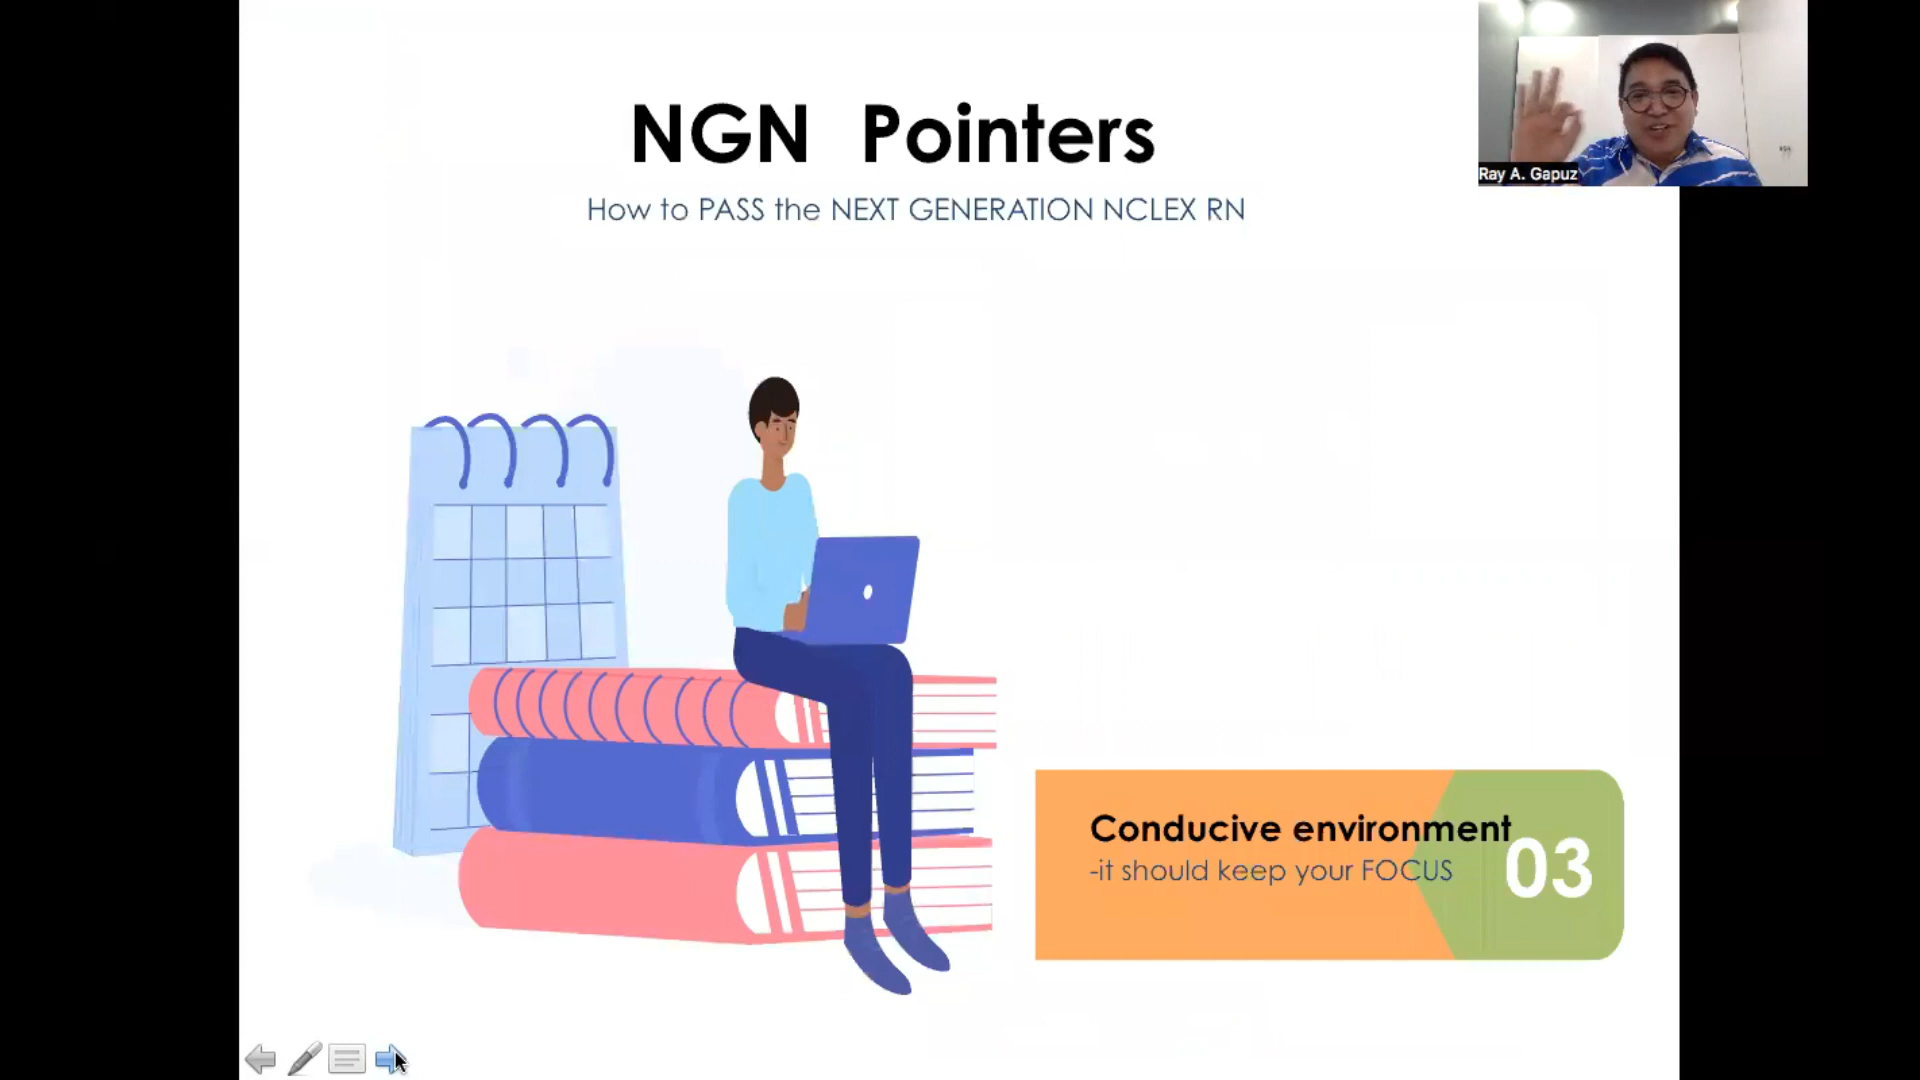 NGN Pointers
How to PASS the NEXT GENERATION NCLEX RN
Ray A. Gapuz
Conducive environment
-it should keep your FOCUS
03